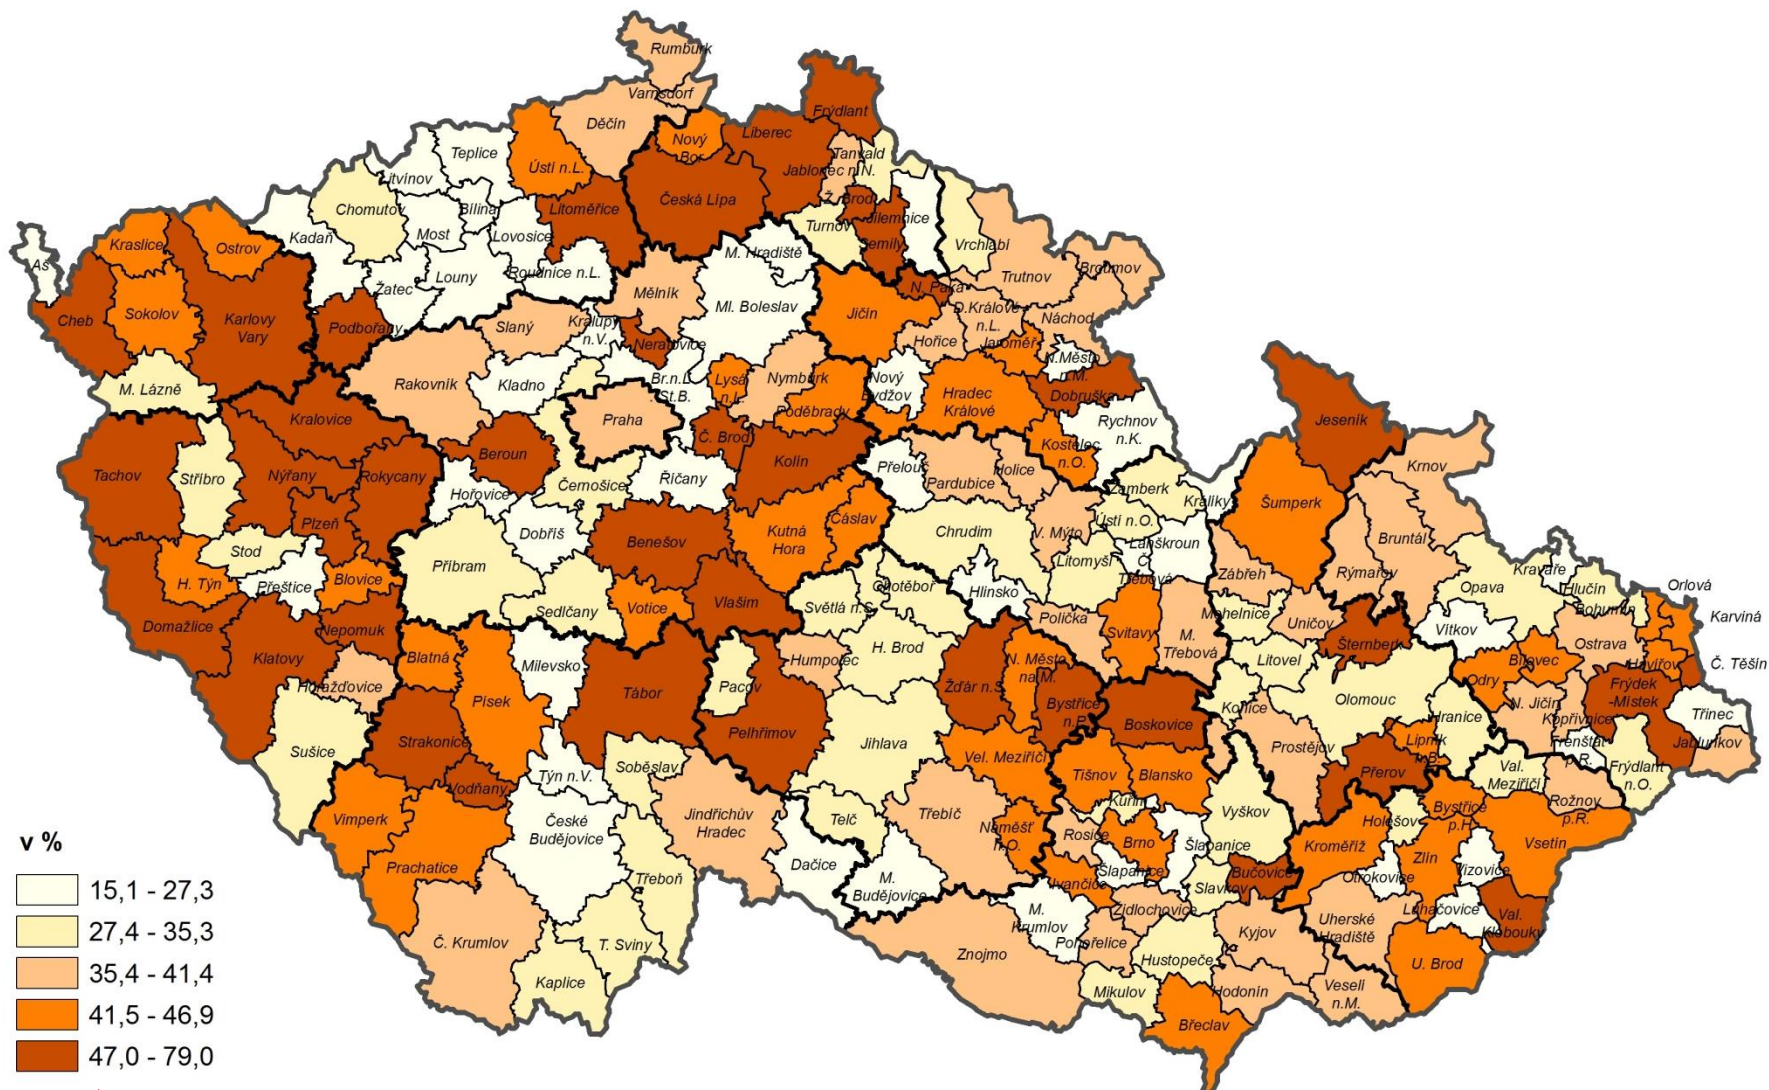 Rumburk
Varnsdorf
Děčín
Frýdlant
Liberec
Nový
Bor
Tanvald
Jablonec n.N.
Teplice
Ústí n.L.
Litvínov
Česká Lípa
Ž. Brod
Chomutov
Bílina
Litoměřice
Turnov
Jilemnice
Semily
Vrchlabí
Kadaň
Most
Lovosice
Kraslice
Ostrov
Aš
M. Hradiště
Louny
Roudnice n.L.
Žatec
Trutnov
Broumov
Mělník
N. Paka
Ml. Boleslav
Cheb
Sokolov
Karlovy
Vary
Podbořany
Slaný
Kralupy
n.V.
Neratovice
Jičín
D.Králové
n.L.
Náchod
Hořice
Jaroměř
N.Město
n.M.
M. Lázně
Rakovník
Kladno
Br.n.L.
St.B.
Lysá
n.L.
Nymburk
Poděbrady
Nový
Bydžov
Hradec
Králové
Dobruška
Kralovice
Praha
Č. Brod
Rychnov
n.K.
Jeseník
Beroun
Kolín
Kostelec
n.O.
Tachov
Stříbro
Nýřany
Rokycany
Hořovice
Černošice
Říčany
Přelouč
Pardubice
Holice
Žamberk
Králíky
Krnov
Šumperk
Plzeň
Dobříš
Kutná
Hora
Čáslav
Chrudim
V. Mýto
Ústí n.O.
Lanškroun
Č.
Třebová
Bruntál
Stod
Benešov
Litomyšl
Zábřeh
Rýmařov
H. Týn
Přeštice
Blovice
Příbram
Sedlčany
Votice
Vlašim
Světlá n.S.
Chotěboř
Hlinsko
Opava
Kravaře
Hlučín
Bohumín
Orlová
Karviná
Domažlice
Nepomuk
Polička
Svitavy
M.
Třebová
Mohelnice
Uničov
Šternberk
Vítkov
Ostrava
Klatovy
Blatná
Milevsko
Humpolec
H. Brod
Litovel
Bílovec
Havířov
Č. Těšín
Horažďovice
Písek
Tábor
Pacov
Žďár n.S.
N. Město
na M.
Bystřice
n.P.
Olomouc
Odry
N. Jičín
Frýdek
-Místek
Sušice
Strakonice
Pelhřimov
Jihlava
Boskovice
Konice
Hranice
Kopřivnice
Třinec
Týn n.V.
Soběslav
Vel. Meziříčí
Prostějov
Lipník
n.B.
Frenštát
p.R.
Jablunkov
Vodňany
Tišnov
Blansko
Přerov
Val.
Meziříčí
Frýdlant
n.O.
Vimperk
České
Budějovice
Jindřichův
Hradec
Telč
Třebíč
Kuřim
Vyškov
Holešov
Bystřice
p.H.
Rožnov
p.R.
Prachatice
Náměšť
n.O.
Rosice
Brno
Šlapanice
Kroměříž
Zlín
Vsetín
Třeboň
Dačice
M.
Budějovice
Ivančice
Šlapanice
Slavkov
Bučovice
Otrokovice
Vizovice
M.
Krumlov
Židlochovice
Uherské
Hradiště
Luhačovice
Val.
Klobouky
Č. Krumlov
T. Sviny
Znojmo
Pohořelice
Kyjov
Hustopeče
Kaplice
U. Brod
Mikulov
Hodonín
Veselí
n.M.
Břeclav
v %
15,1 - 27,3
27,4 - 35,3
35,4 - 41,4
41,5 - 46,9
47,0 - 79,0